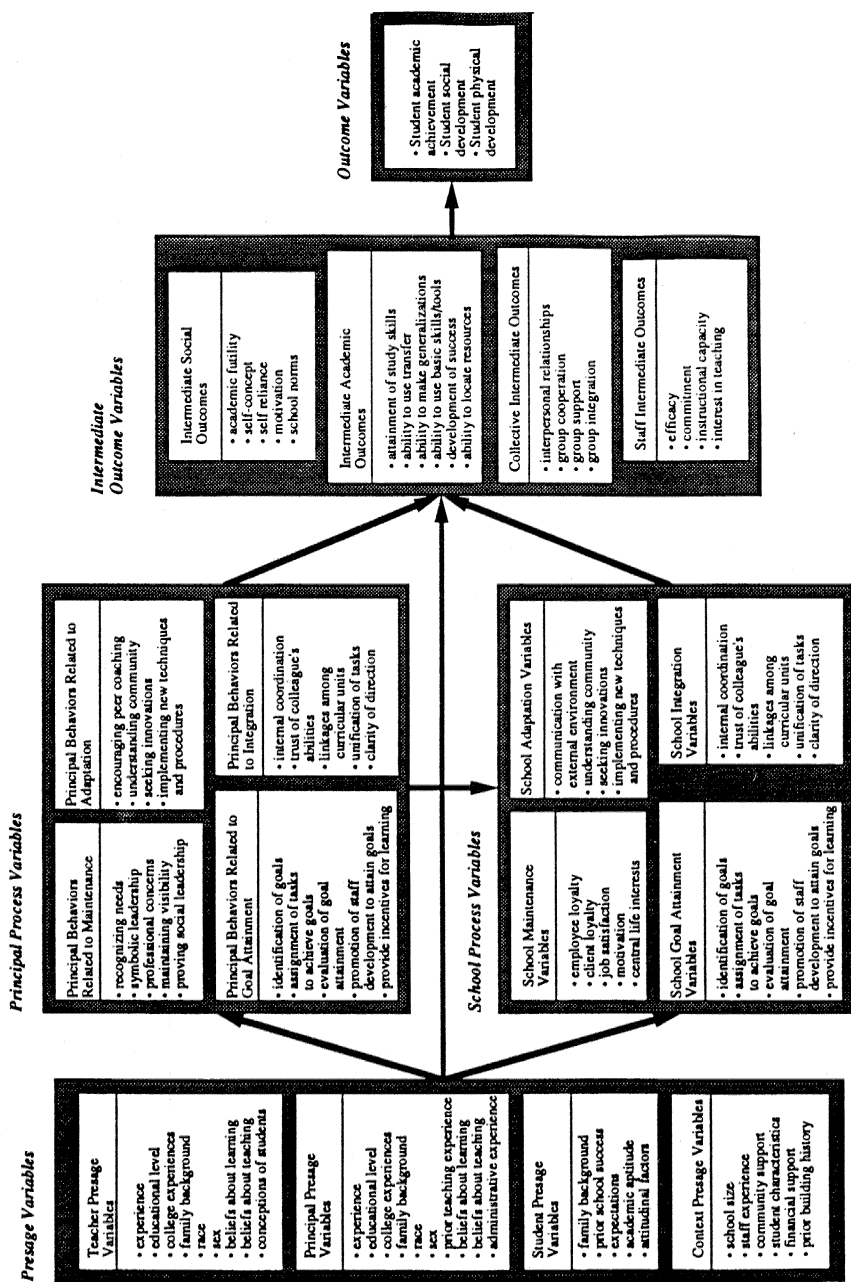 Presage Variables
Teacher Presage
Variables
• experience
• educational level
• college experiences
• family background
• race
• sex
• beliefs about learning
• beliefs about teaching
• conceptions of students
Principal Presage
Variables
• experience
• educational level
• college experiences
• family background
• race
• sex
• prior teaching experience
• beliefs about learning
• beliefs about teaching
• administrative experience
Student Presage
Variables
• family background
• prior school success
• expectations
• academic aptitude
• attitudinal factors
Context Presage Variables
• school size
• staff experience
• community support
• student characteristics
• financial support
• prior building history
Principal Process Variables
Principal Behaviors
Related to Maintenance
• recognizing needs
• symbolic leadership
• professional concerns
• maintaining visibility
• proving social leadership
Principal Behaviors Related to
Adaptation
• encouraging peer coaching
• understanding community
• seeking innovations
• implementing new techniques
and procedures
Principal Behaviors Related to
Goal Attainment
• identification of goals
• assignment of tasks
to achieve goals
• evaluation of goal
attainment
• promotion of staff
development to attain goals
• provide incentives for learning
Principal Behaviors Related
to Integration
• internal coordination
• trust of colleague's
abilities
• linkages among
curricular units
• unification of tasks
• clarity of direction
School Process Variables
School Maintenance
Variables
• employee loyalty
• client loyalty
• job satisfaction
• motivation
• central life interests
School Adaptation Variables
• communication with
external environment
• understanding community
• seeking innovations
• implementing new techniques
and procedures
School Goal Attainment
Variables
• identification of goals
• assignment of tasks
to achieve goals
• evaluation of goal
attainment
• promotion of staff
development to attain goals
• provide incentives for learning
School Integration
Variables
• internal coordination
• trust of colleague's
abilities
• linkages among
curricular units
• unification of tasks
• clarity of direction
Intermediate
Outcome Variables
Intermediate Social
Outcomes
• academic futility
• self-concept
• self reliance
• motivation
• school norms
Intermediate Academic
Outcomes
• attainment of study skills
• ability to use transfer
• ability to make generalizations
• ability to use basic skills/tools
• development of success
• ability to locate resources
Collective Intermediate Outcomes
• interpersonal relationships
• group cooperation
• group support
• group integration
Staff Intermediate Outcomes
• efficacy
• commitment
• instructional capacity
• interest in teaching
Outcome Variables
• Student academic
achievement
• Student social
development
• Student physical
development